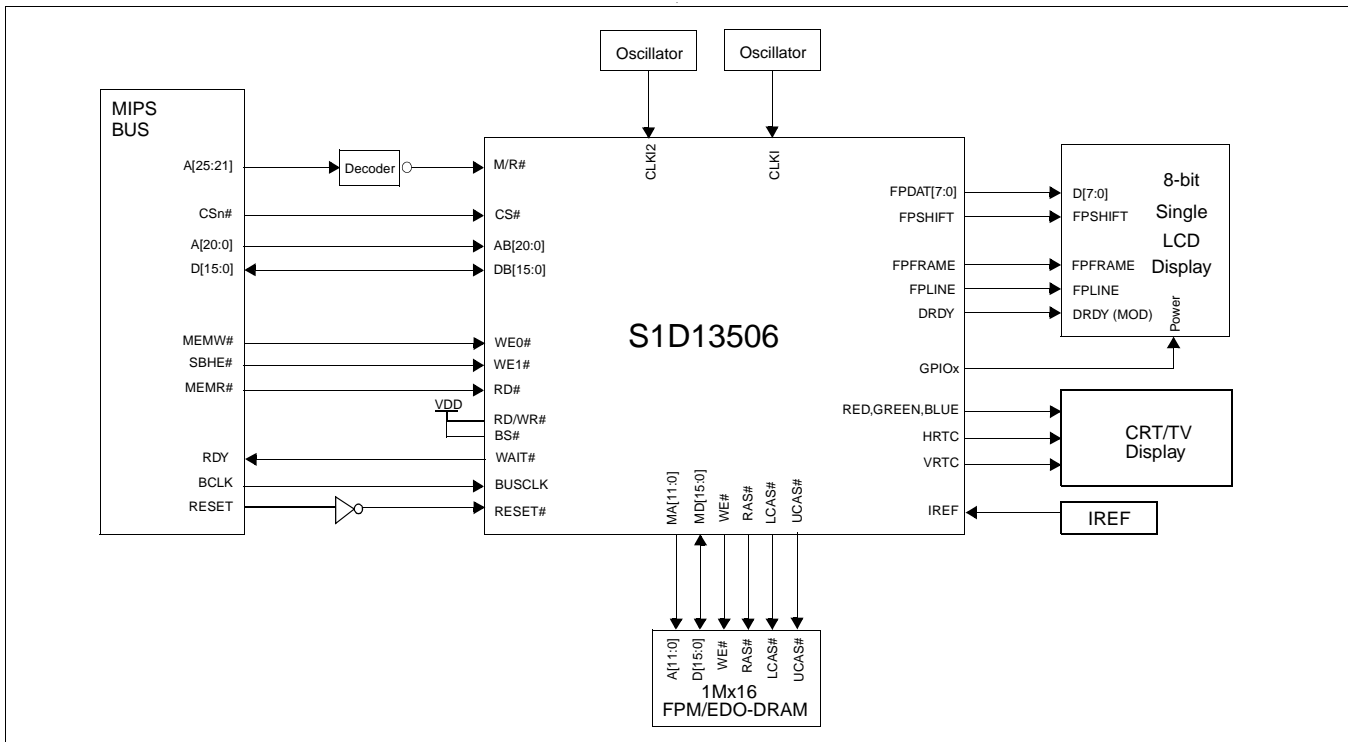 Oscillator
Oscillator
MIPS
BUS
A[25:21]
Decoder
M/R#
CLKI2
CLKI
CSn#
CS#
A[20:0]
AB[20:0]
D[15:0]
DB[15:0]
MEMW#
WE0#
SBHE#
WE1#
MEMR#
RD#
VDD
RD/WR#
BS#
RDY
WAIT#
BCLK
BUSCLK
RESET
RESET#
S1D13506
FPDAT[7:0]
FPSHIFT
FPFRAME
FPLINE
DRDY
GPIOx
RED,GREEN,BLUE
HRTC
VRTC
IREF
D[7:0]
FPSHIFT
FPFRAME
FPLINE
DRDY (MOD)
8-bit
Single
LCD
Display
Power
CRT/TV
Display
IREF
MA[11:0]
MD[15:0]
WE#
RAS#
LCAS#
UCAS#
A[11:0]
D[15:0]
WE#
RAS#
LCAS#
UCAS#
1Mx16
FPM/EDO-DRAM